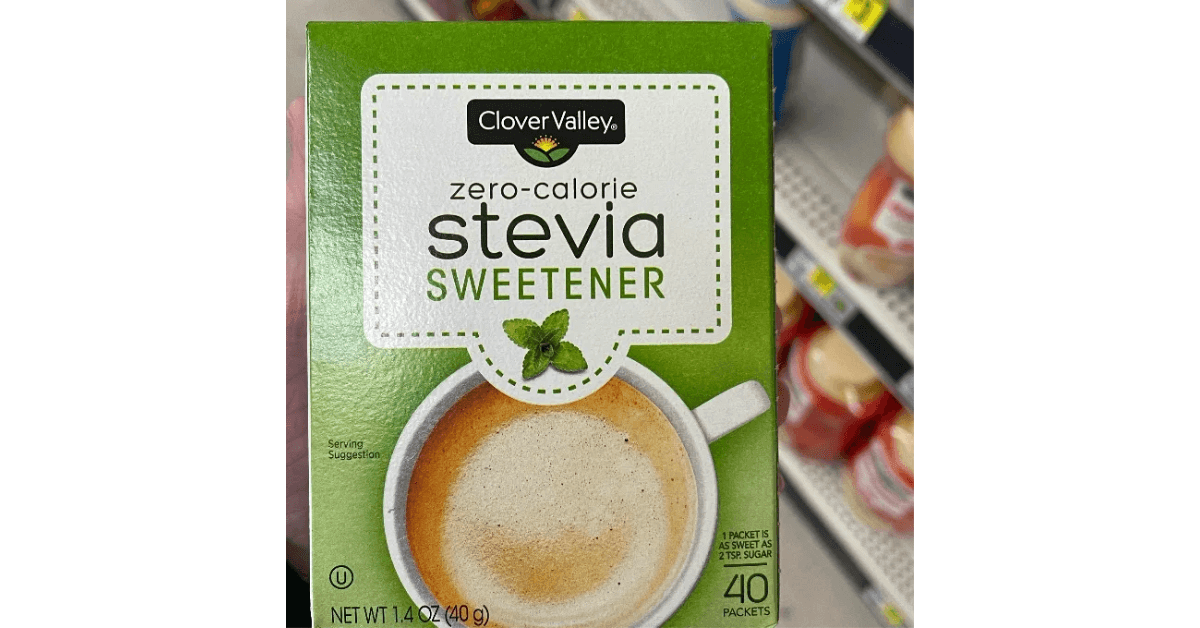 Clover Valley®
zero-calorie
stevia
SWEETENER
Serving
Suggestion
1 PACKET IS
AS SWEET AS
2 TSP. SUGAR
40
PACKETS
U
NET WT 1.4 OZ (40 g)